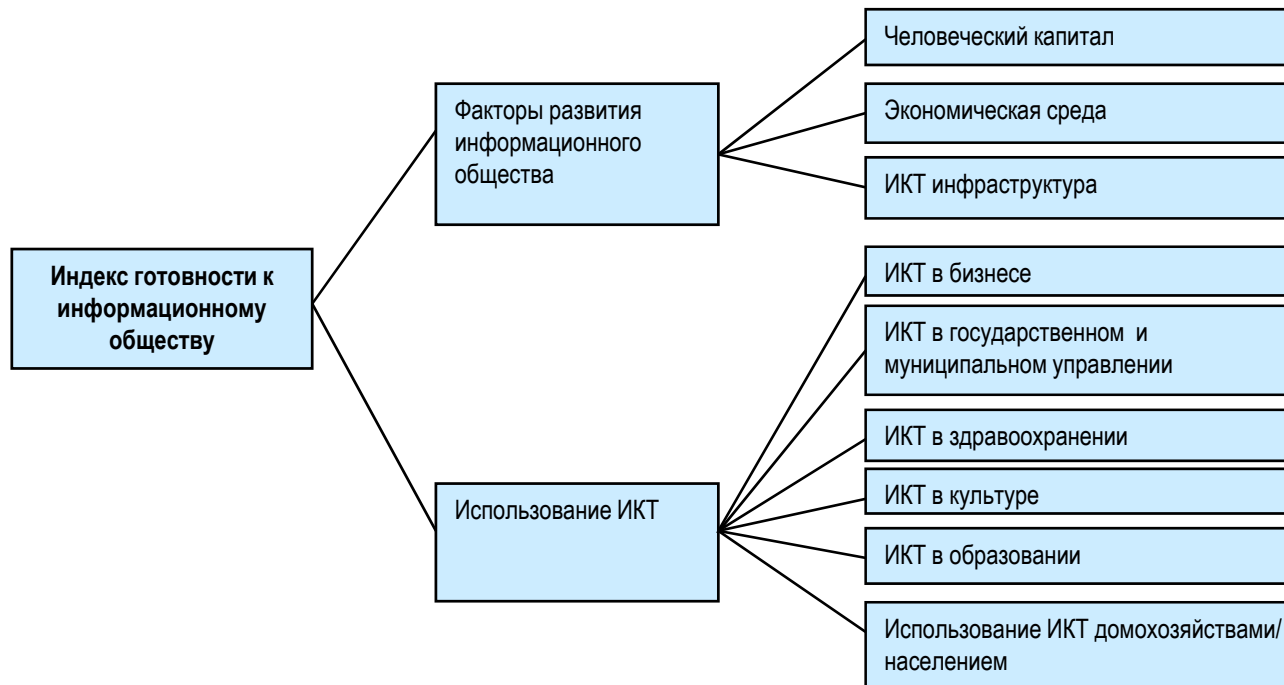 Индекс готовности к
информационному
обществу
Факторы развития
информационного
общества
Человеческий капитал
Экономическая среда
ИКТ инфраструктура
Использование ИКТ
ИКТ в бизнесе
ИКТ в государственном и
муниципальном управлении
ИКТ в здравоохранении
ИКТ в культуре
ИКТ в образовании
Использование ИКТ домохозяйствами/
населением